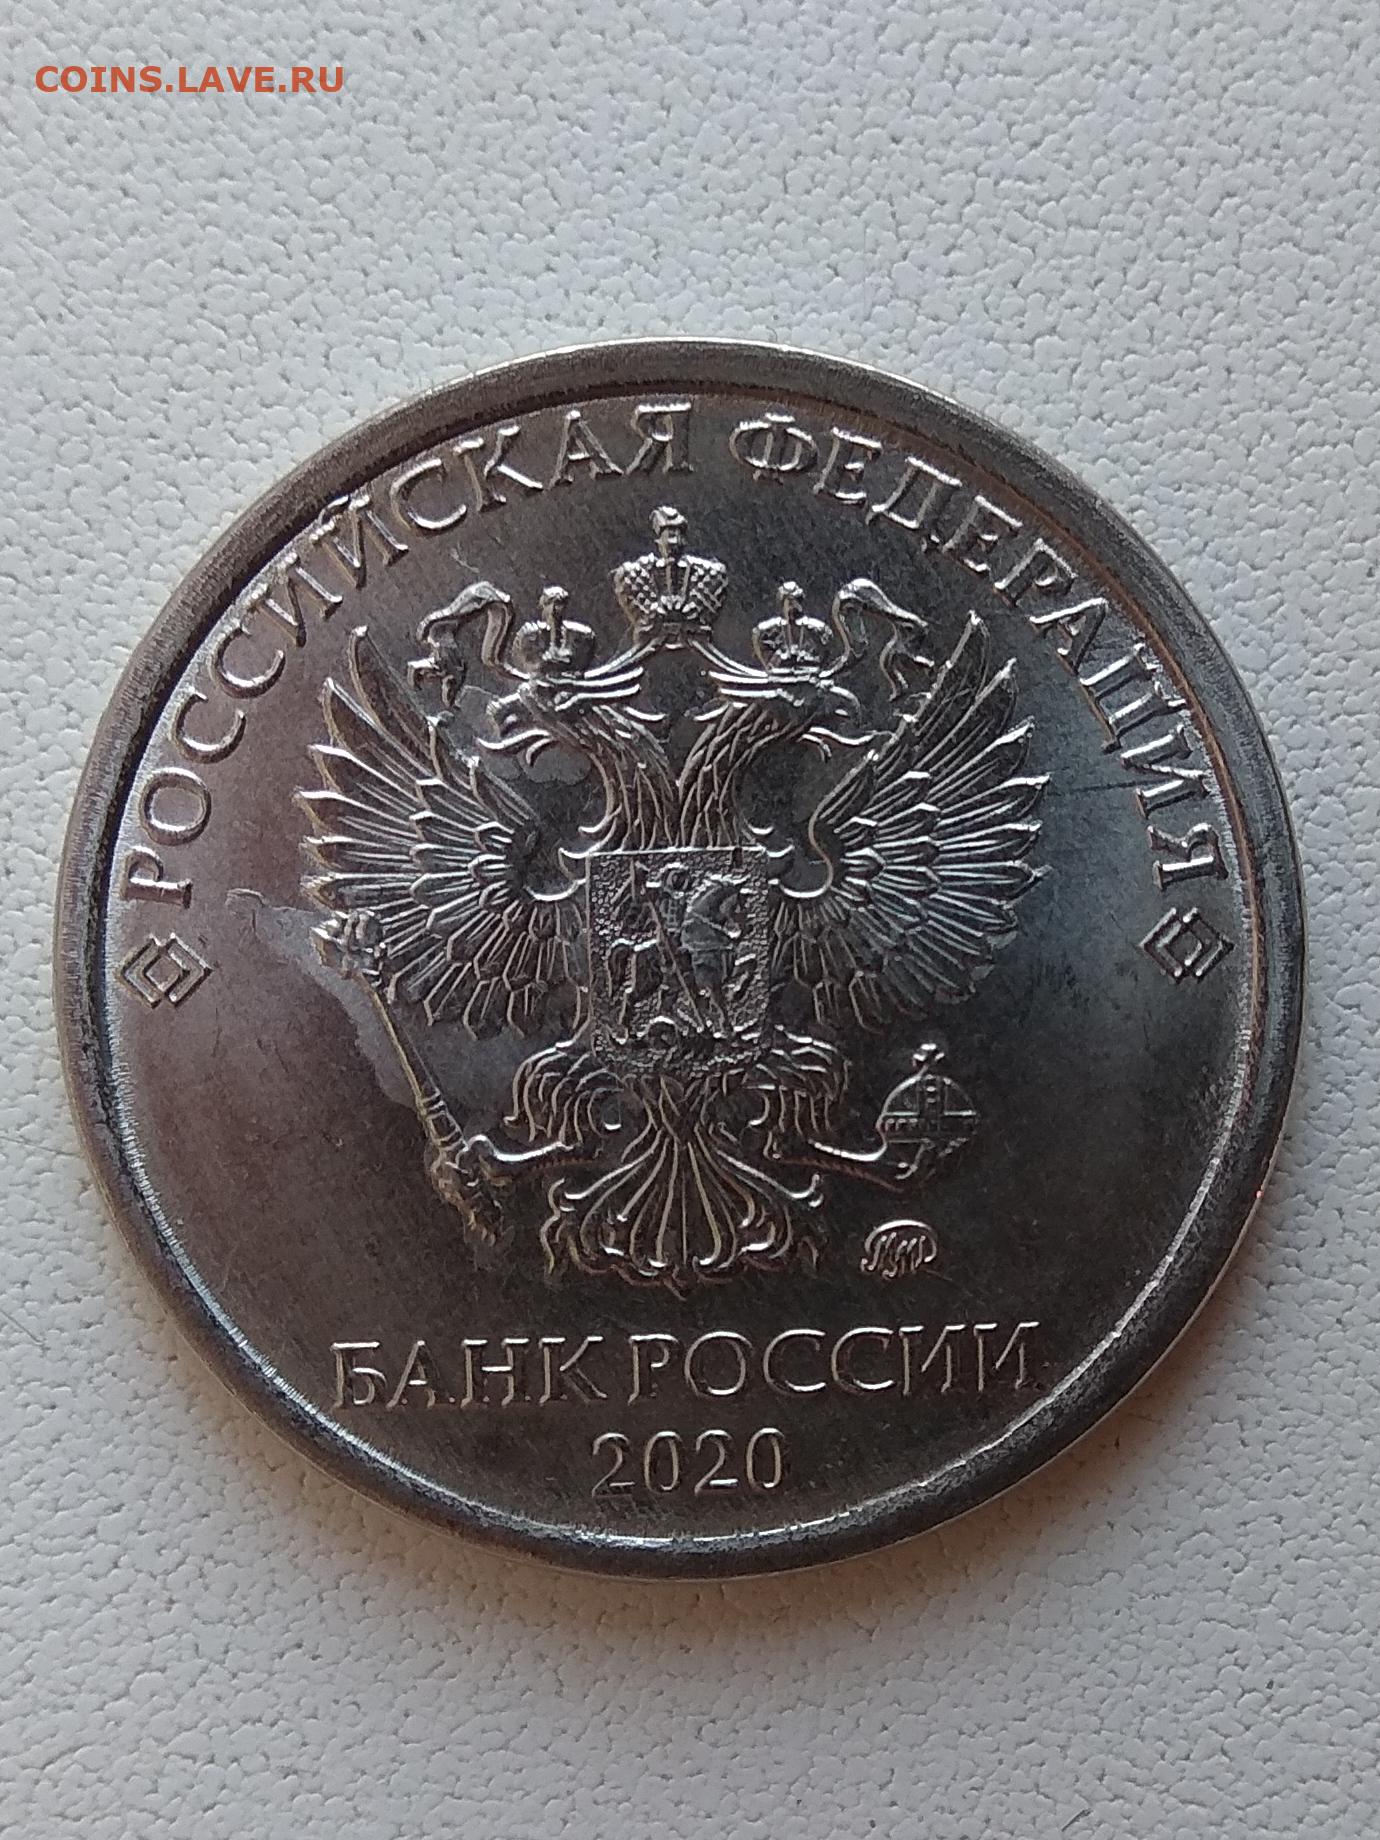 COINS.LAVE.RU
РОССИЙСКАЯ ФЕДЕРАЦИЯ
ММД
БАНК РОССИИ
2020